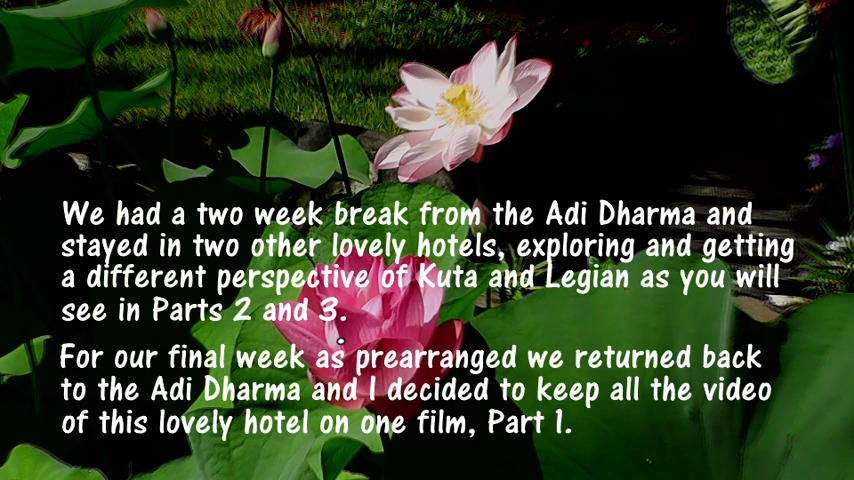 We had a two week break from the Adi Dharma and
stayed in two other lovely hotels, exploring and getting
a different perspective of Kuta and Legian as you will
see in Parts 2 and 3.
For our final week as prearranged we returned back
to the Adi Dharma and I decided to keep all the video
of this lovely hotel on one film, Part 1.